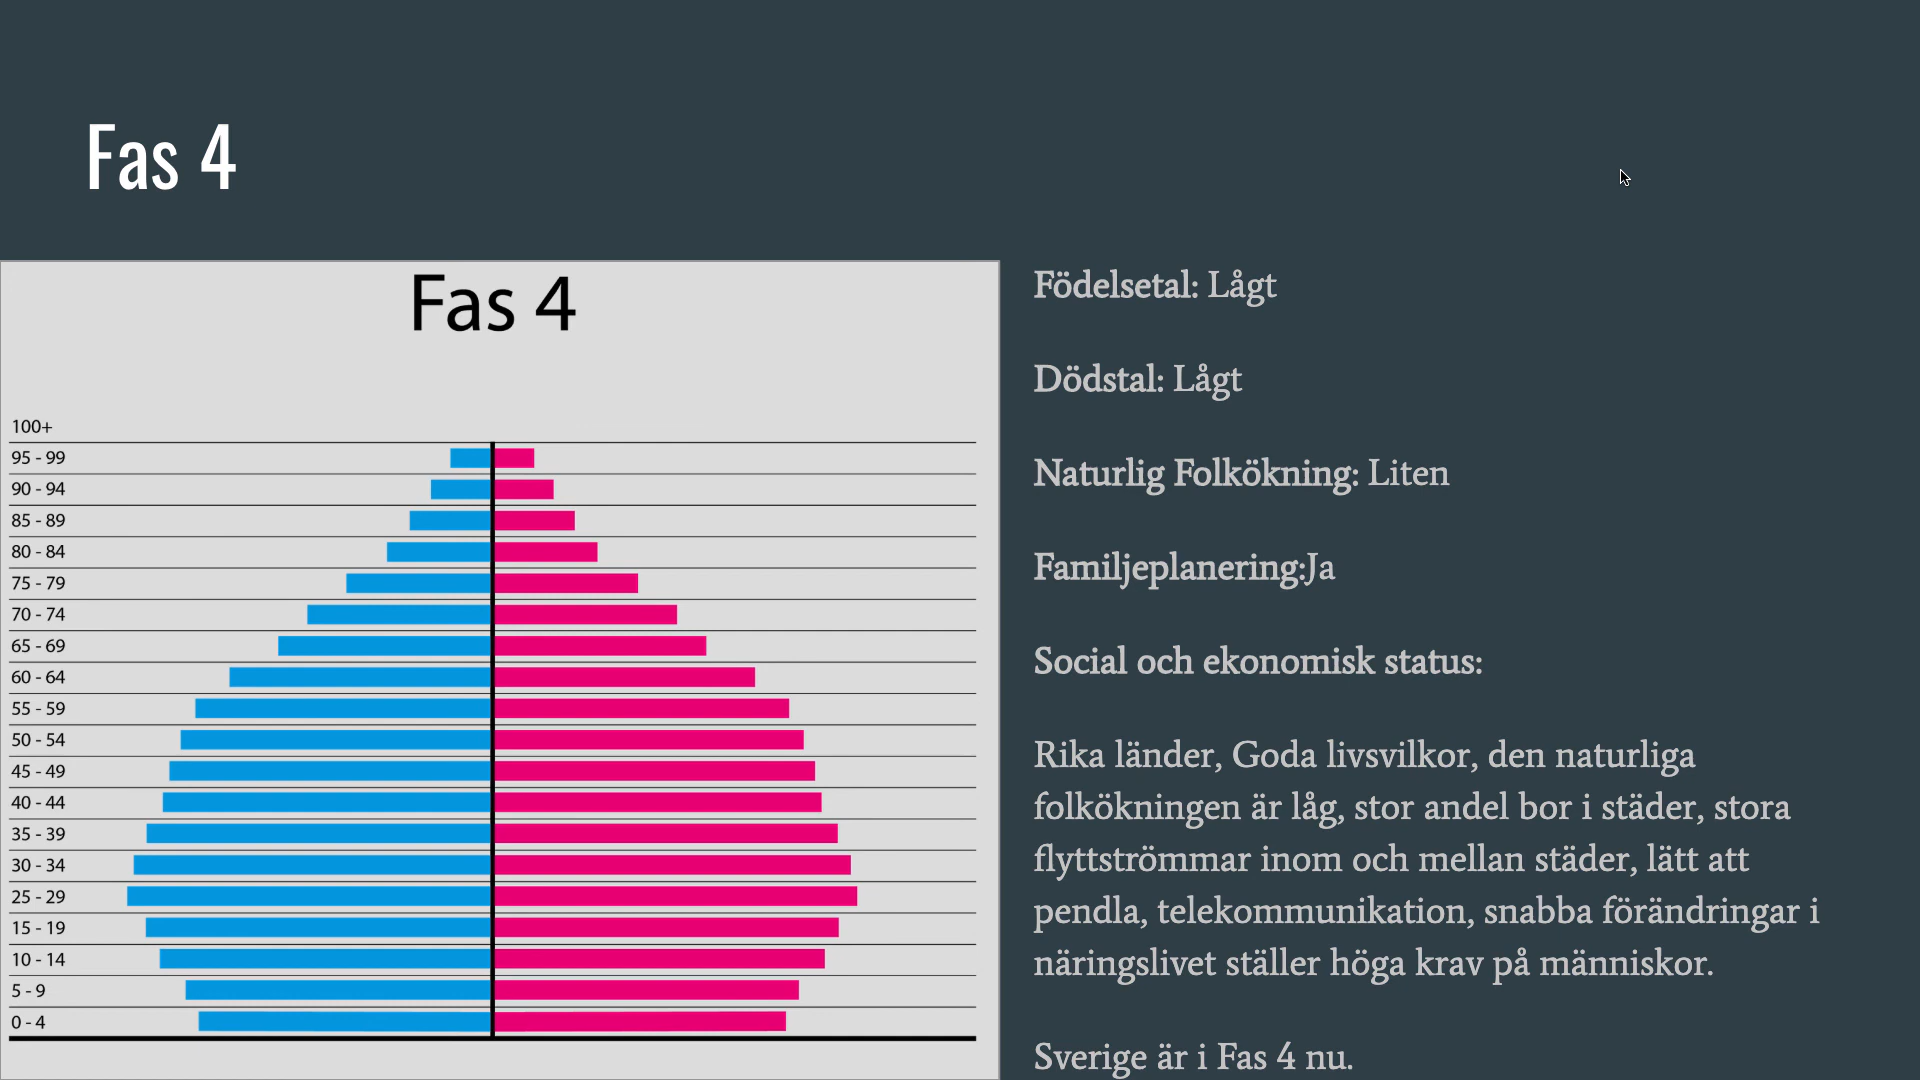 Fas 4
Fas 4
100+
95 - 99
90 - 94
85 - 89
80 - 84
75 - 79
70 - 74
65 - 69
60 - 64
55 - 59
50 - 54
45 - 49
40 - 44
35 - 39
30 - 34
25 - 29
15 - 19
10 - 14
5 - 9
0 - 4
Födelsetal: Lågt
Dödstal: Lågt
Naturlig Folkökning: Liten
Familjeplanering:Ja
Social och ekonomisk status:
Rika länder, Goda livsvilkor, den naturliga
folkökningen är låg, stor andel bor i städer, stora
flyttströmmar inom och mellan städer, lätt att
pendla, telekommunikation, snabba förändringar i
näringslivet ställer höga krav på människor.
Sverige är i Fas 4 nu.